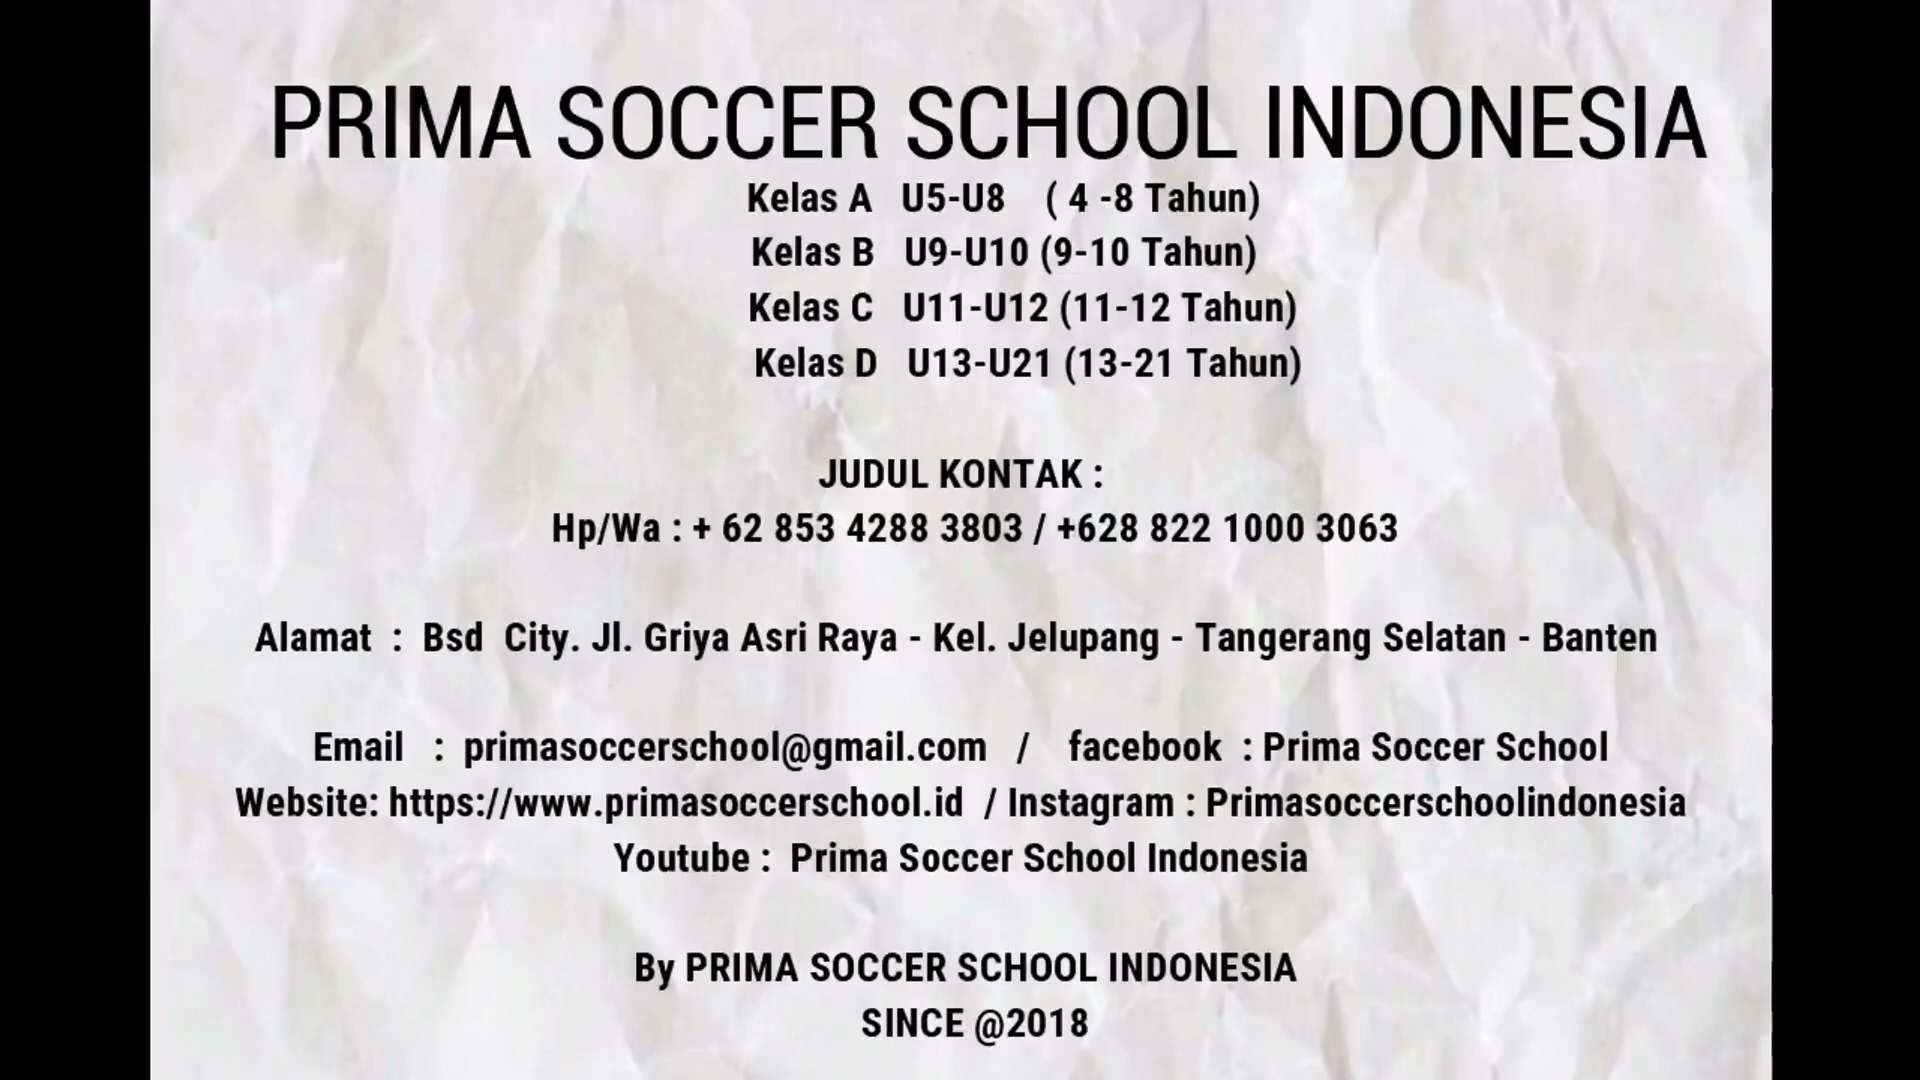 PRIMA SOCCER SCHOOL INDONESIA
Kelas A U5-U8 ( 4 -8 Tahun)
Kelas B U9-U10 (9-10 Tahun)
Kelas C U11-U12 (11-12 Tahun)
Kelas D U13-U21 (13-21 Tahun)
JUDUL KONTAK :
Hp/Wa : + 62 853 4288 3803 / +628 822 1000 3063
Alamat : Bsd City. Jl. Griya Asri Raya - Kel. Jelupang - Tangerang Selatan - Banten
Email : primasoccerschool@gmail.com / facebook : Prima Soccer School
Website: https://www.primasoccerschool.id / Instagram : Primasoccerschoolindonesia
Youtube : Prima Soccer School Indonesia
By PRIMA SOCCER SCHOOL INDONESIA
SINCE @2018